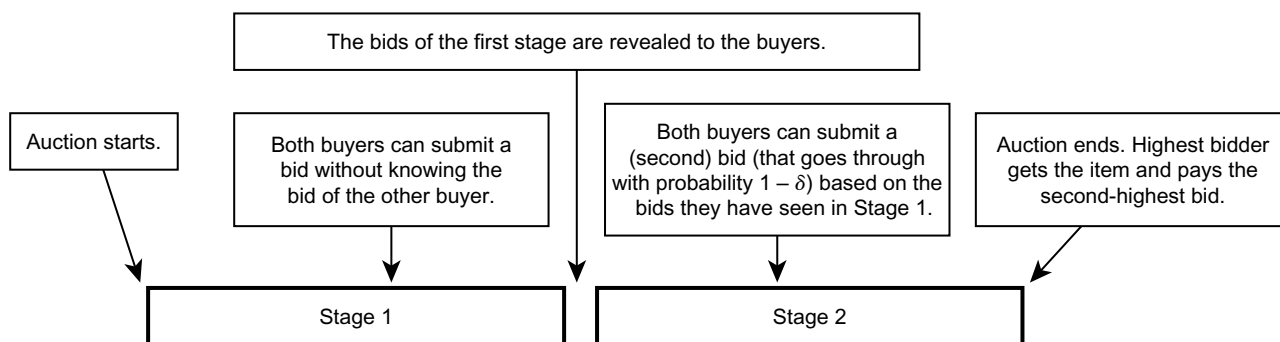 The bids of the first stage are revealed to the buyers.
Auction starts.
Both buyers can submit a
bid without knowing the
bid of the other buyer.
Both buyers can submit a
(second) bid (that goes through
with probability 1 – δ) based on the
bids they have seen in Stage 1.
Auction ends. Highest bidder
gets the item and pays the
second-highest bid.
Stage 1
Stage 2